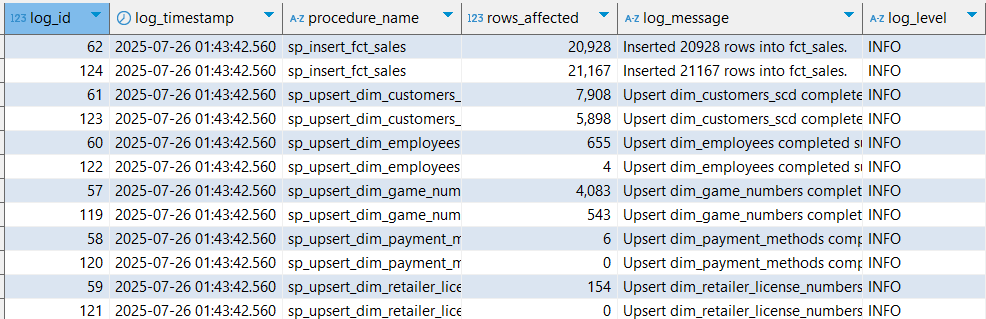 123 log_id log_timestamp A-Z procedure_name 123 rows_affected A-Z log_message A-Z log_level
62 2025-07-26 01:43:42.560 sp_insert_fct_sales 20,928 Inserted 20928 rows into fct_sales. INFO
124 2025-07-26 01:43:42.560 sp_insert_fct_sales 21,167 Inserted 21167 rows into fct_sales. INFO
61 2025-07-26 01:43:42.560 sp_upsert_dim_customers_ 7,908 Upsert dim_customers_scd complete INFO
123 2025-07-26 01:43:42.560 sp_upsert_dim_customers_ 5,898 Upsert dim_customers_scd complete INFO
60 2025-07-26 01:43:42.560 sp_upsert_dim_employees 655 Upsert dim_employees completed su INFO
122 2025-07-26 01:43:42.560 sp_upsert_dim_employees 4 Upsert dim_employees completed su INFO
57 2025-07-26 01:43:42.560 sp_upsert_dim_game_num 4,083 Upsert dim_game_numbers complet INFO
119 2025-07-26 01:43:42.560 sp_upsert_dim_game_num 543 Upsert dim_game_numbers complet INFO
58 2025-07-26 01:43:42.560 sp_upsert_dim_payment_m 6 Upsert dim_payment_methods comp INFO
120 2025-07-26 01:43:42.560 sp_upsert_dim_payment_m 0 Upsert dim_payment_methods comp INFO
59 2025-07-26 01:43:42.560 sp_upsert_dim_retailer_lice 154 Upsert dim_retailer_license_numbers INFO
121 2025-07-26 01:43:42.560 sp_upsert_dim_retailer_lice 0 Upsert dim_retailer_license_numbers INFO